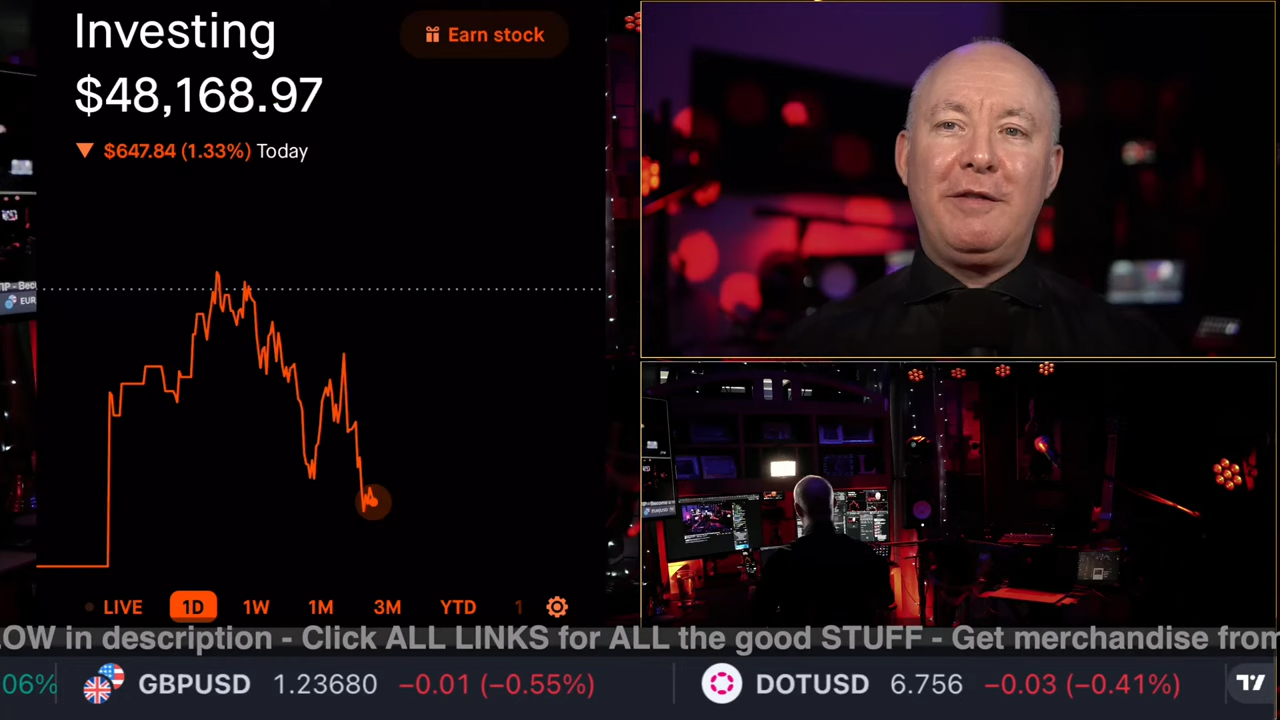 Investing
Earn stock
$48,168.97
$647.84 (1.33%) Today
LIVE 1D 1W 1M 3M YTD 1
OW in description - Click ALL LINKS for ALL the good STUFF - Get merchandise from
06% GBPUSD 1.23680 −0.01 (−0.55%) DOTUSD 6.756 −0.03 (−0.41%)